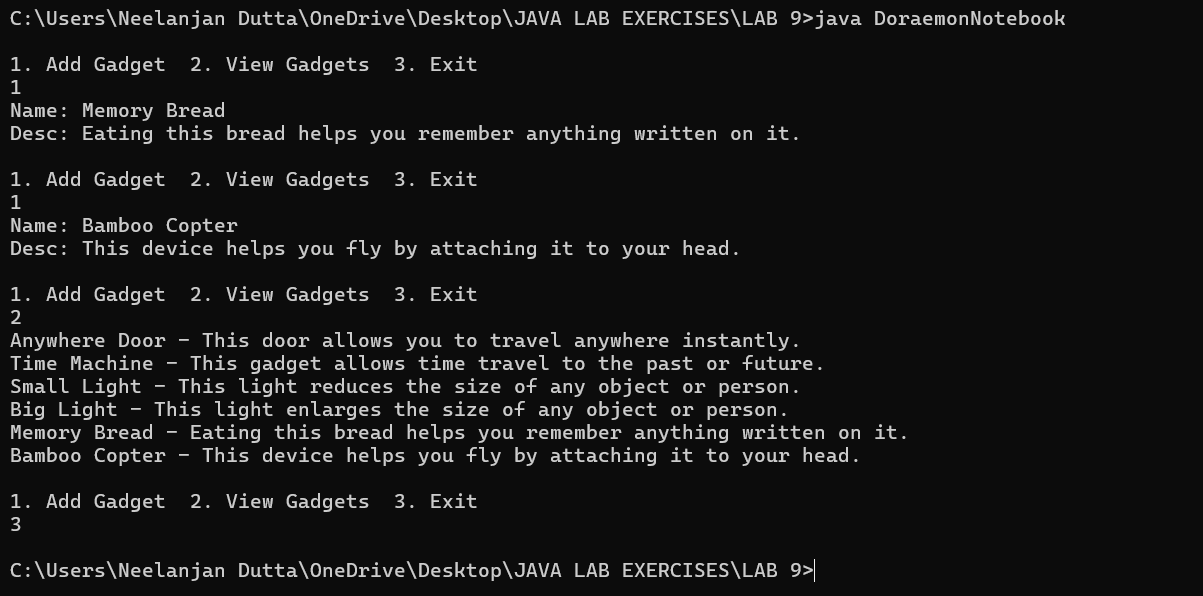 C:\Users\Neelanjan Dutta\OneDrive\Desktop\JAVA LAB EXERCISES\LAB 9>java DoraemonNotebook
1. Add Gadget  2. View Gadgets  3. Exit
1
Name: Memory Bread
Desc: Eating this bread helps you remember anything written on it.
1. Add Gadget  2. View Gadgets  3. Exit
1
Name: Bamboo Copter
Desc: This device helps you fly by attaching it to your head.
1. Add Gadget  2. View Gadgets  3. Exit
2
Anywhere Door - This door allows you to travel anywhere instantly.
Time Machine - This gadget allows time travel to the past or future.
Small Light - This light reduces the size of any object or person.
Big Light - This light enlarges the size of any object or person.
Memory Bread - Eating this bread helps you remember anything written on it.
Bamboo Copter - This device helps you fly by attaching it to your head.
1. Add Gadget  2. View Gadgets  3. Exit
3
C:\Users\Neelanjan Dutta\OneDrive\Desktop\JAVA LAB EXERCISES\LAB 9>